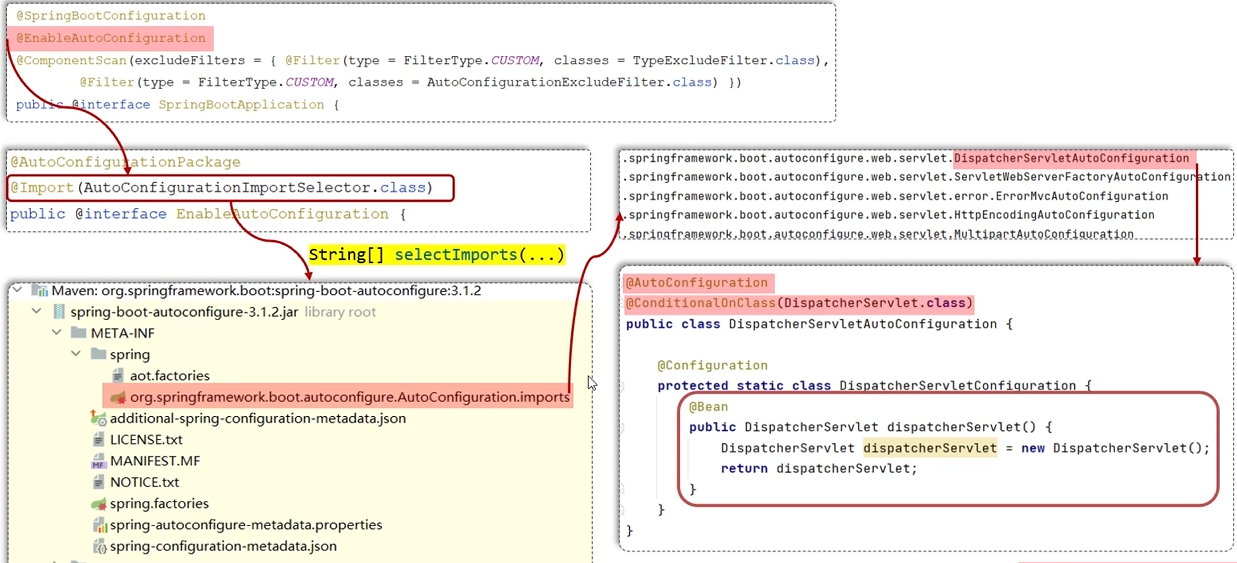 @SpringBootConfiguration
@EnableAutoConfiguration
@ComponentScan(excludeFilters = { @Filter(type = FilterType.CUSTOM, classes = TypeExcludeFilter.class),
@Filter(type = FilterType.CUSTOM, classes = AutoConfigurationExcludeFilter.class) })
public @interface SpringBootApplication {
@AutoConfigurationPackage
@Import(AutoConfigurationImportSelector.class)
public @interface EnableAutoConfiguration {
String[] selectImports(...)
Maven: org.springframework.boot:spring-boot-autoconfigure:3.1.2
spring-boot-autoconfigure-3.1.2.jar library root
META-INF
spring
aot.factories
org.springframework.boot.autoconfigure.AutoConfiguration.imports
additional-spring-configuration-metadata.json
LICENSE.txt
MANIFEST.MF
NOTICE.txt
spring.factories
spring-autoconfigure-metadata.properties
spring-configuration-metadata.json
.springframework.boot.autoconfigure.web.servlet.DispatcherServletAutoConfiguration
.springframework.boot.autoconfigure.web.servlet.ServletWebServerFactoryAutoConfiguration
.springframework.boot.autoconfigure.web.servlet.error.ErrorMvcAutoConfiguration
.springframework.boot.autoconfigure.web.servlet.HttpEncodingAutoConfiguration
.springframework.boot.autoconfigure.web.servlet.MultipartAutoConfiguration
@AutoConfiguration
@ConditionalOnClass(DispatcherServlet.class)
public class DispatcherServletAutoConfiguration {
@Configuration
protected static class DispatcherServletConfiguration {
@Bean
public DispatcherServlet dispatcherServlet() {
DispatcherServlet dispatcherServlet = new DispatcherServlet();
return dispatcherServlet;
}
}
}